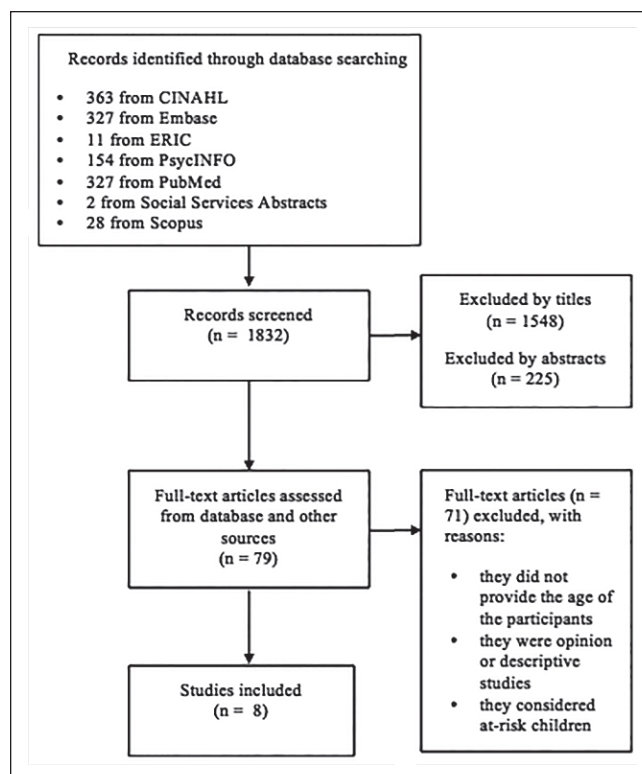 Records identified through database searching
• 363 from CINAHL
• 327 from Embase
• 11 from ERIC
• 154 from PsycINFO
• 327 from PubMed
• 2 from Social Services Abstracts
• 28 from Scopus
Records screened
(n = 1832)
Excluded by titles
(n = 1548)
Excluded by abstracts
(n = 225)
Full-text articles assessed
from database and other
sources
(n = 79)
Full-text articles (n =
71) excluded, with
reasons:
• they did not
provide the age of
the participants
• they were opinion
or descriptive
studies
• they considered
at-risk children
Studies included
(n = 8)